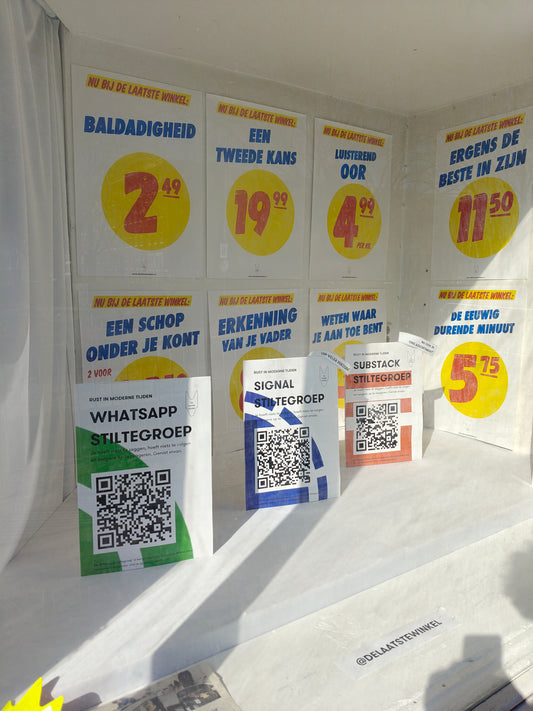 NU BIJ DE LAATSTE WINKEL:
BALDADIGHEID
2.49
NU BIJ DE LAATSTE WINKEL:
EEN
TWEEDE KANS
19.99
NU BIJ DE LAATSTE WINKEL:
LUISTEREND
OOR
4.99
PER KG.
NU BIJ DE LAATSTE WINKEL:
ERGENS DE
BESTE IN ZIJN
11.50
NU BIJ DE LAATSTE WINKEL:
EEN SCHOP
ONDER JE KONT
2 VOOR
NU BIJ DE LAATSTE WINKEL:
ERKENNING
VAN JE VADER
NU BIJ DE LAATSTE WINKEL:
WETEN WAAR
JE AAN TOE BENT
NU BIJ DE LAATSTE WINKEL:
DE EEUWIG
DURENDE MINUUT
5.75
RUST IN MODERNE TIJDEN
WHATSAPP
STILTEGROEP
RUST IN MODERNE TIJDEN
SIGNAL
STILTEGROEP
RUST IN MODERNE TIJDEN
SUBSTACK
STILTEGROEP
@DELAATSTEWINKEL